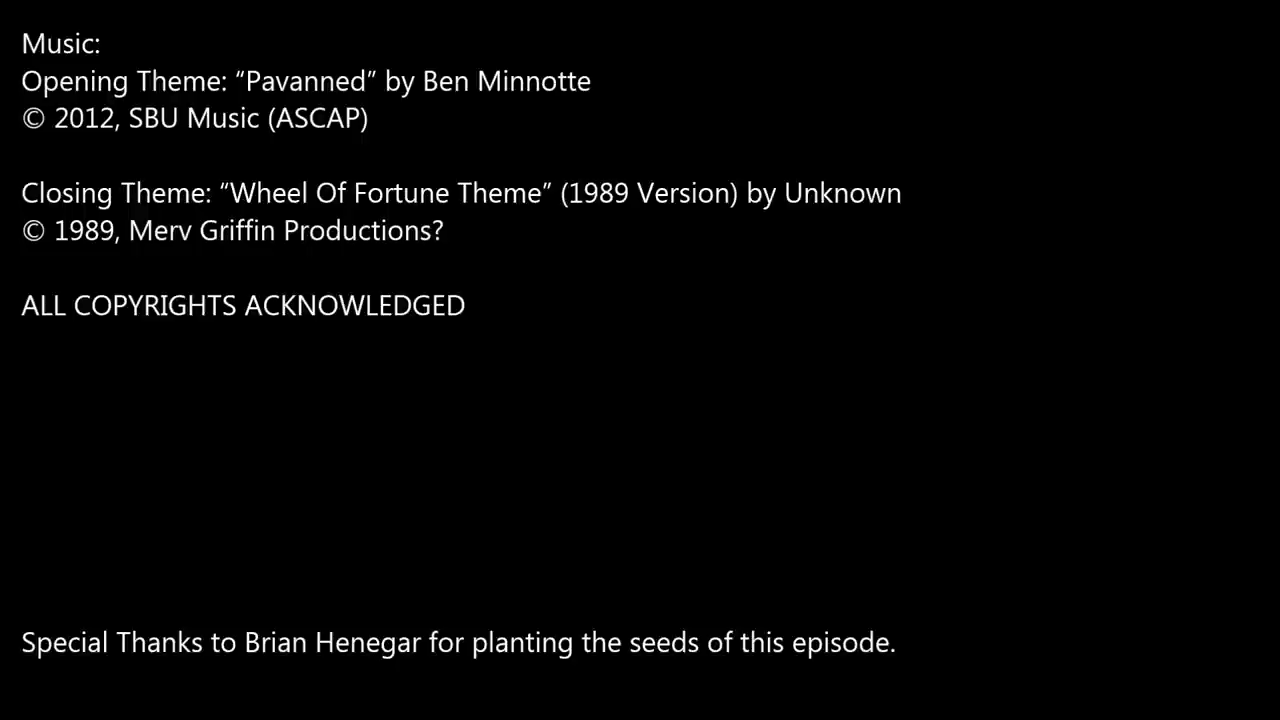 Music:
Opening Theme: “Pavanned” by Ben Minnotte
© 2012, SBU Music (ASCAP)
Closing Theme: “Wheel Of Fortune Theme” (1989 Version) by Unknown
© 1989, Merv Griffin Productions?
ALL COPYRIGHTS ACKNOWLEDGED
Special Thanks to Brian Henegar for planting the seeds of this episode.